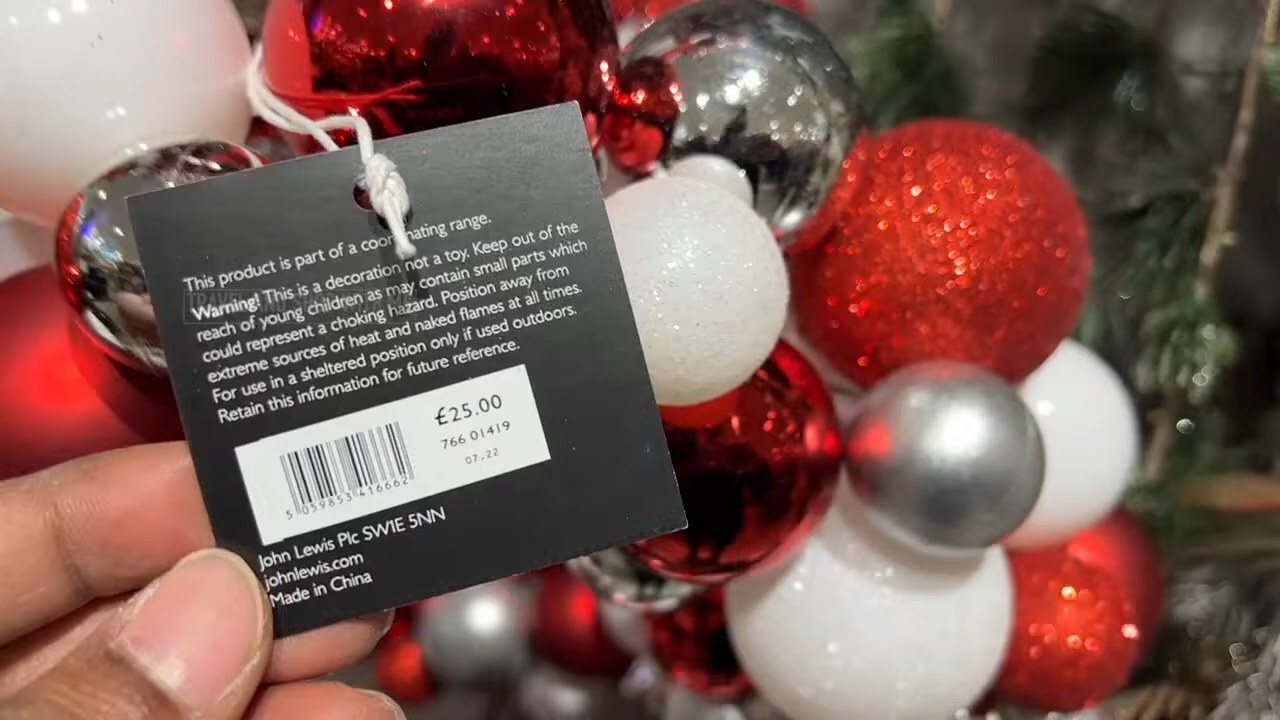 This product is part of a coordinating range.
Warning! This is a decoration not a toy. Keep out of the
reach of young children as may contain small parts which
could represent a choking hazard. Position away from
extreme sources of heat and naked flames at all times.
For use in a sheltered position only if used outdoors.
Retain this information for future reference.
£25.00
766 01419
07.22
5 059853 416662
John Lewis Plc SW1E 5NN
johnlewis.com
Made in China